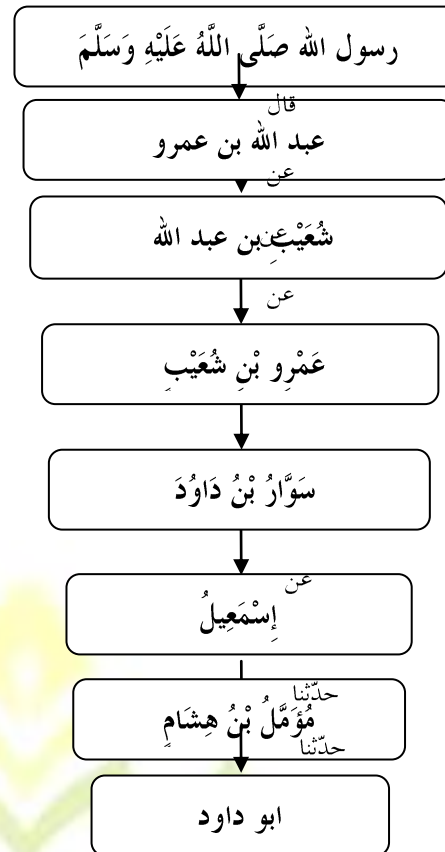 رسول الله صَلَّى اللَّهُ عَلَيْهِ وَسَلَّمَ
قال
عبد الله بن عمرو
عن
شُعَيْبِ بن عبد الله
عن
عن
عَمْرِو بْنِ شُعَيْبٍ
سَوَّارُ بْنُ دَاوُدَ
عن
إِسْمَعِيلُ
حدّثنا
مُؤَمَّلُ بْنُ هِشَامٍ
حدّثنا
ابو داود